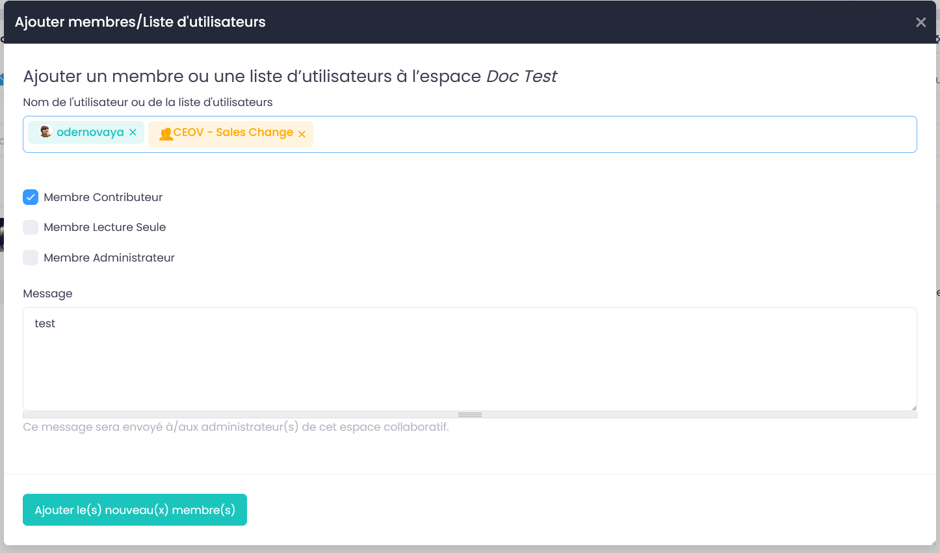 Ajouter membres/Liste d'utilisateurs
Ajouter un membre ou une liste d’utilisateurs à l’espace Doc Test
Nom de l'utilisateur ou de la liste d'utilisateurs
odernovaya × CEOV - Sales Change ×
Membre Contributeur
Membre Lecture Seule
Membre Administrateur
Message
test
Ce message sera envoyé à/aux administrateur(s) de cet espace collaboratif.
Ajouter le(s) nouveau(x) membre(s)